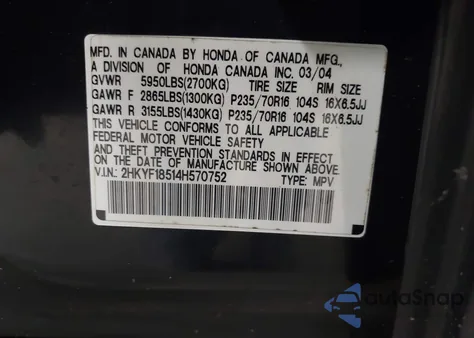 MFD. IN CANADA BY HONDA OF CANADA MFG.,
A DIVISION OF HONDA CANADA INC. 03/04
GVWR 5950LBS(2700KG) TIRE SIZE RIM SIZE
GAWR F 2865LBS(1300KG) P235/70R16 104S 16X6.5JJ
GAWR R 3155LBS(1430KG) P235/70R16 104S 16X6.5JJ
THIS VEHICLE CONFORMS TO ALL APPLICABLE
FEDERAL MOTOR VEHICLE SAFETY
AND THEFT PREVENTION STANDARDS IN EFFECT
ON THE DATE OF MANUFACTURE SHOWN ABOVE.
V.I.N.: 2HKYF18514H570752 TYPE: MPV
AutoSnap